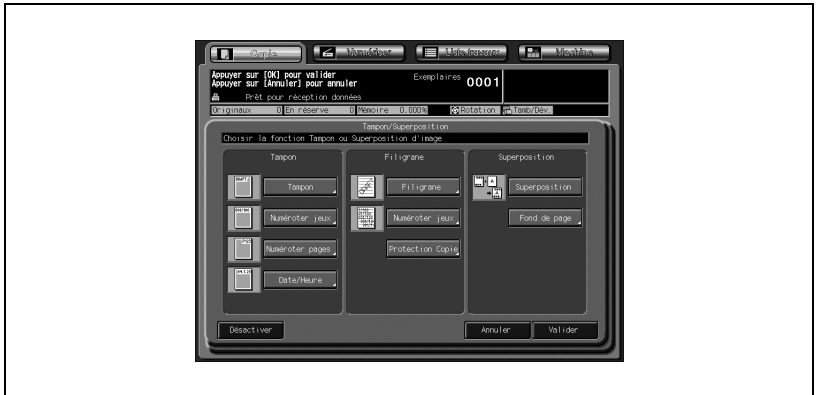 Copie Numériser Liste travaux Machine
Appuyer sur [OK] pour valider
Appuyer sur [Annuler] pour annuler
Exemplaires 0001
Prêt pour réception données
Originaux 0 En réserve 0 Mémoire 0.000% Rotation Tamb/Dév.
Tampon/Superposition
Choisir la fonction Tampon ou Superposition d'image
Tampon Filigrane Superposition
Tampon Filigrane Superposition
Numéroter jeux Numéroter jeux Fond de page
Numéroter pages Protection Copie
Date/Heure
Désactiver Annuler Valider